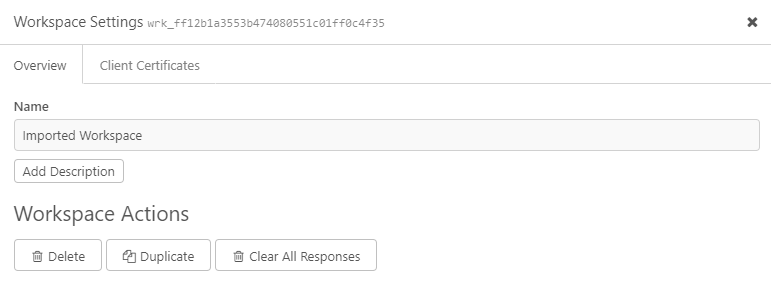 Workspace Settings wrk_ff12b1a3553b474080551c01ff0c4f35
Overview Client Certificates
Name
Imported Workspace
Add Description
Workspace Actions
Delete Duplicate Clear All Responses